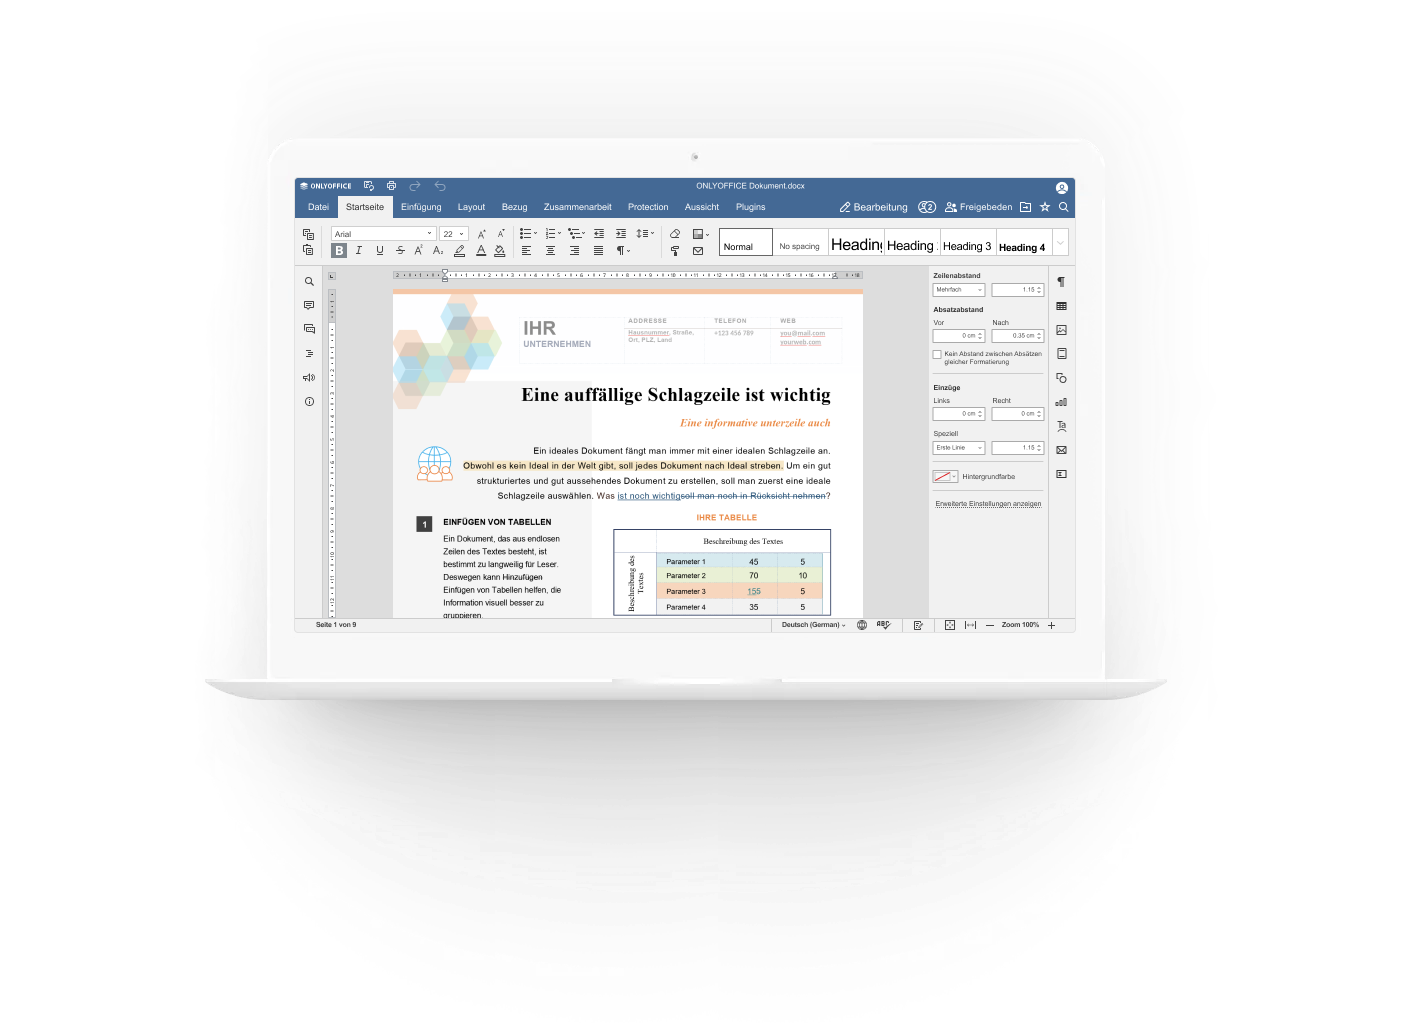 ONLYOFFICE
ONLYOFFICE Dokument.docx
Datei Startseite Einfügung Layout Bezug Zusammenarbeit Protection Aussicht Plugins Bearbeitung 2 Freigebeden
Arial 22
B I U S A A
Normal No spacing Heading Heading Heading 3 Heading 4
IHR
UNTERNEHMEN
ADDRESSE TELEFON WEB
Hausnummer, Straße, +123 456 789 you@mail.com
Ort, PLZ, Land yourweb.com
Eine auffällige Schlagzeile ist wichtig
Eine informative unterzeile auch
Ein ideales Dokument fängt man immer mit einer idealen Schlagzeile an.
Obwohl es kein Ideal in der Welt gibt, soll jedes Dokument nach Ideal streben. Um ein gut
strukturiertes und gut aussehendes Dokument zu erstellen, soll man zuerst eine ideale
Schlagzeile auswählen. Was ist noch wichtigsoll man noch in Rücksicht nehmen?
1 EINFÜGEN VON TABELLEN
Ein Dokument, das aus endlosen
Zeilen des Textes besteht, ist
bestimmt zu langweilig für Leser.
Deswegen kann Hinzufügen
Einfügen von Tabellen helfen, die
Information visuell besser zu
gruppieren.
IHRE TABELLE
Beschreibung des Textes
Beschreibung des
Textes
Parameter 1 45 5
Parameter 2 70 10
Parameter 3 155 5
Parameter 4 35 5
Zeilenabstand
Mehrfach 1.15
Absatzabstand
Vor Nach
0 cm 0.35 cm
Kein Abstand zwischen Absätzen
gleicher Formatierung
Einzüge
Links Recht
0 cm 0 cm
Speziell
Erste Linie 1.15
Hintergrundfarbe
Erweiterte Einstellungen anzeigen
Ta
Seite 1 von 9 Deutsch (German) ABC Zoom 100%